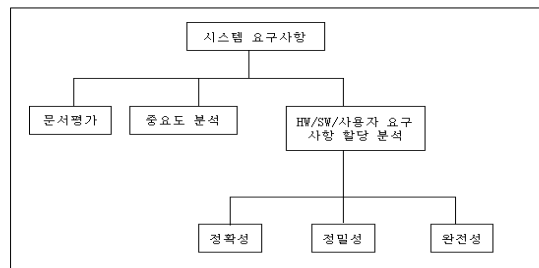 시스템 요구사항
문서평가
중요도 분석
HW/SW/사용자 요구
사항 할당 분석
정확성
정밀성
완전성